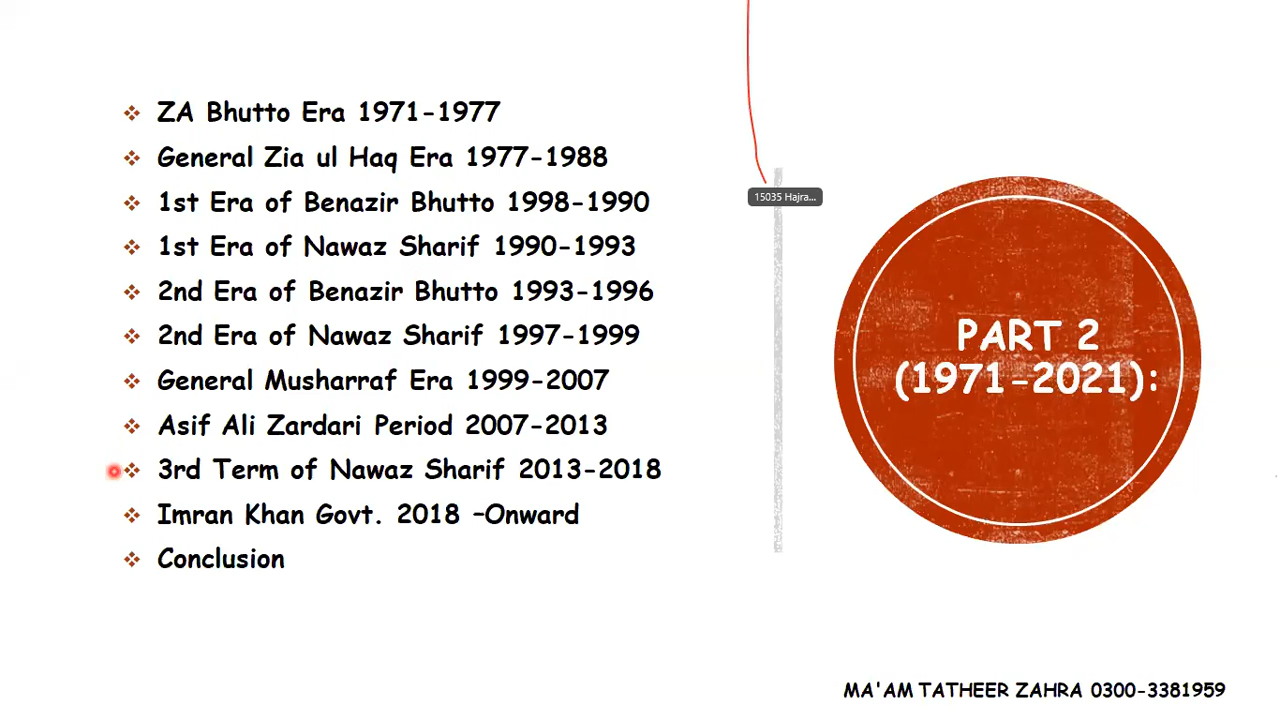 ZA Bhutto Era 1971-1977
General Zia ul Haq Era 1977-1988
1st Era of Benazir Bhutto 1998-1990
1st Era of Nawaz Sharif 1990-1993
2nd Era of Benazir Bhutto 1993-1996
2nd Era of Nawaz Sharif 1997-1999
General Musharraf Era 1999-2007
Asif Ali Zardari Period 2007-2013
3rd Term of Nawaz Sharif 2013-2018
Imran Khan Govt. 2018 –Onward
Conclusion
15035 Hajra...
PART 2
(1971-2021):
MA'AM TATHEER ZAHRA 0300-3381959